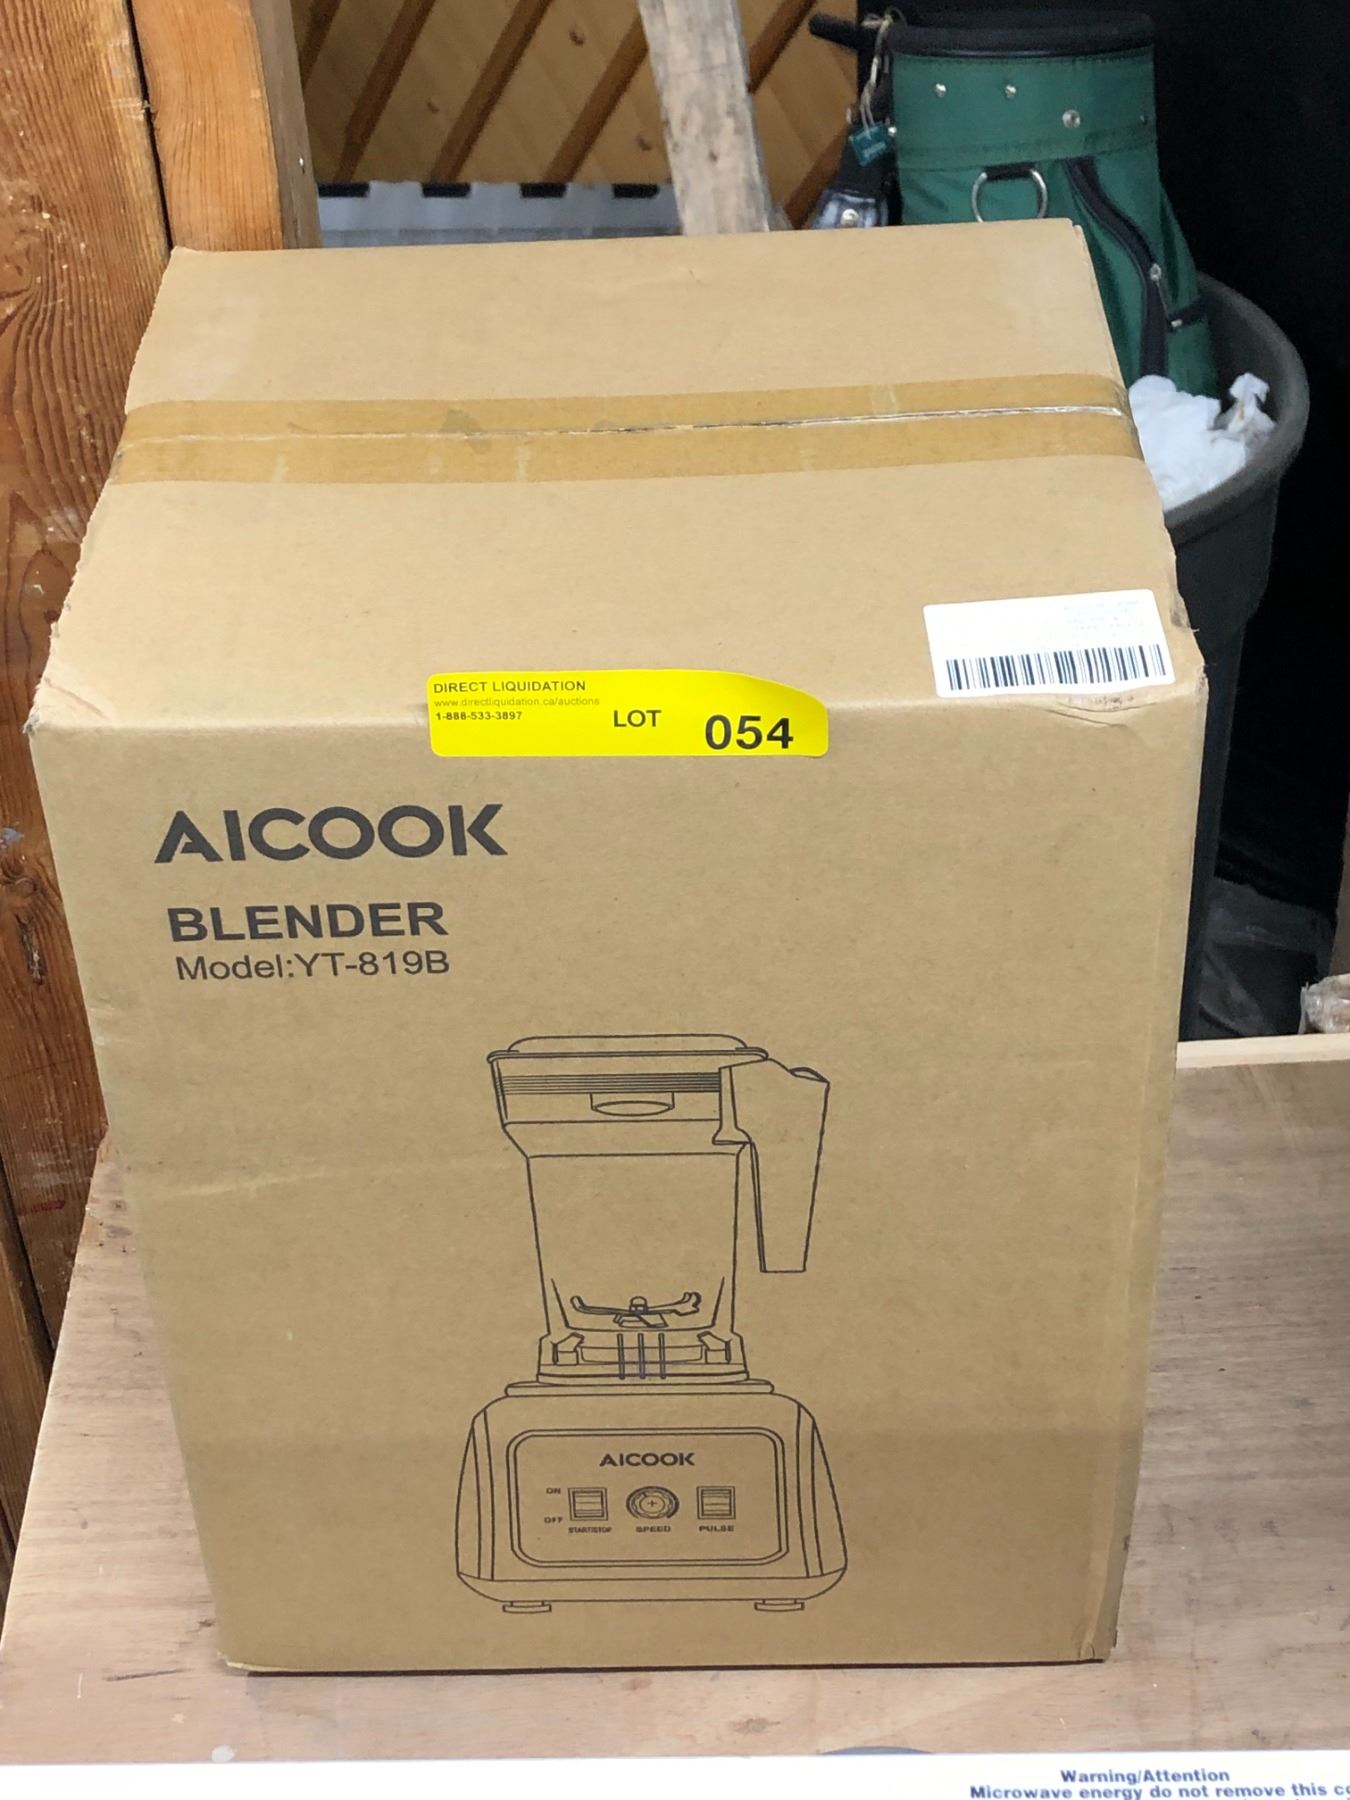 DIRECT LIQUIDATION
www.directliquidation.ca/auctions
1-888-533-3897
LOT 054
AICOOK
BLENDER
Model:YT-819B
AICOOK
ON
OFF
START/STOP SPEED PULSE
Warning/Attention
Microwave energy do not remove this